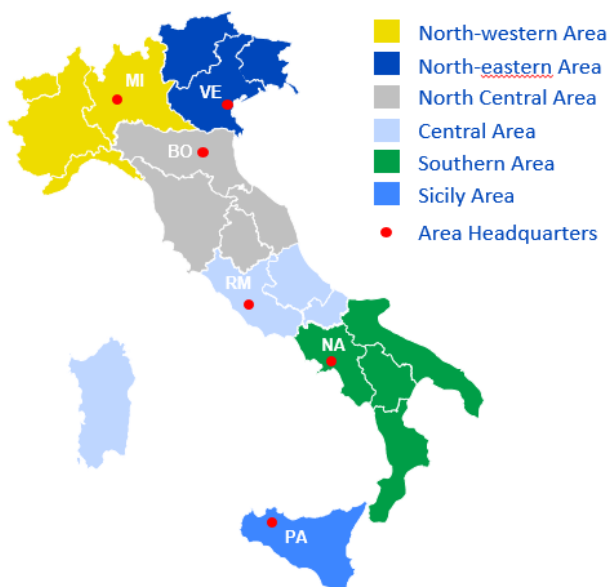 North-western Area
North-eastern Area
North Central Area
Central Area
Southern Area
Sicily Area
Area Headquarters
MI
VE
BO
RM
NA
PA